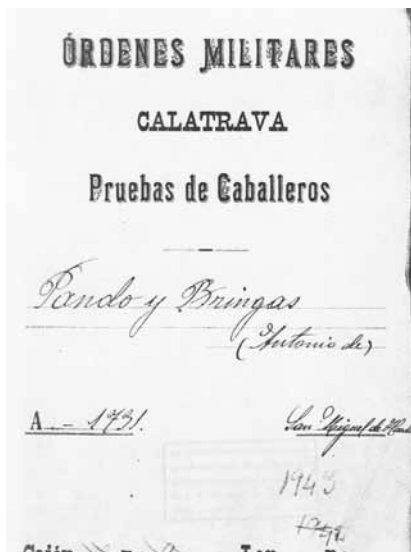 ÓRDENES MILITARES
CALATRAVA
Pruebas de Caballeros
Pando y Bringas
(Antonio de)
A.- 1731. San Miguel de
1943